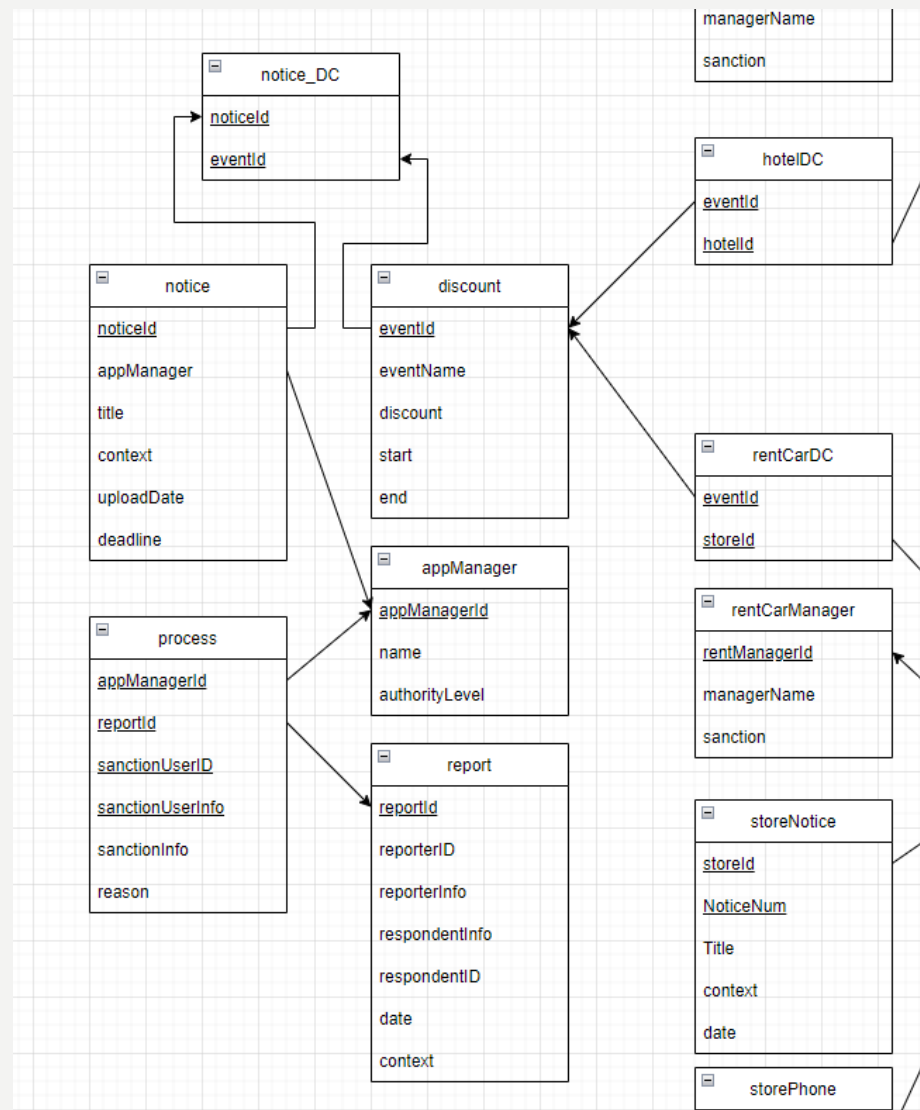 notice_DC
noticeId
eventId
notice
noticeId
appManager
title
context
uploadDate
deadline
process
appManagerId
reportId
sanctionUserID
sanctionUserInfo
sanctionInfo
reason
discount
eventId
eventName
discount
start
end
appManager
appManagerId
name
authorityLevel
report
reportId
reporterID
reporterInfo
respondentInfo
respondentID
date
context
managerName
sanction
hotelDC
eventId
hotelId
rentCarDC
eventId
storeId
rentCarManager
rentManagerId
managerName
sanction
storeNotice
storeId
NoticeNum
Title
context
date
storePhone